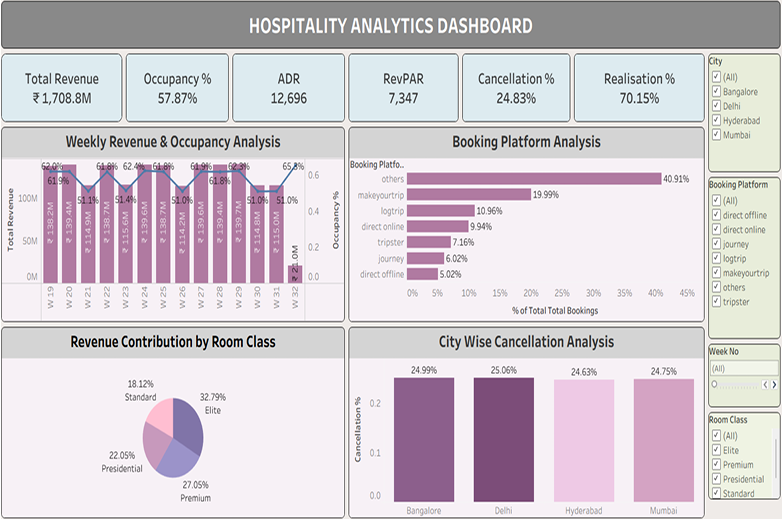 HOSPITALITY ANALYTICS DASHBOARD
Total Revenue
₹ 1,708.8M
Occupancy %
57.87%
ADR
12,696
RevPAR
7,347
Cancellation %
24.83%
Realisation %
70.15%
City
(All)
Bangalore
Delhi
Hyderabad
Mumbai
Weekly Revenue & Occupancy Analysis
62.0%
61.9%
51.1%
61.8%
51.4%
62.4%
61.8%
51.0%
61.9%
61.8%
62.3%
51.0%
51.0%
65.8%
Total Revenue
100M
50M
0M
₹ 138.2M
₹ 139.4M
₹ 114.9M
₹ 138.7M
₹ 115.6M
₹ 139.6M
₹ 138.7M
₹ 114.2M
₹ 139.6M
₹ 139.4M
₹ 139.7M
₹ 115.0M
Occupancy %
0.6
0.4
0.2
0.0
W 19
W 20
W 21
W 22
W 23
W 24
W 25
W 26
W 27
W 28
W 29
W 30
W 31
W 32
Booking Platform Analysis
Booking Platfo..
others
40.91%
makeyourtrip
19.99%
logtrip
10.96%
direct online
9.94%
tripster
7.16%
journey
6.02%
direct offline
5.02%
0%
5%
10%
15%
20%
25%
30%
35%
40%
45%
% of Total Total Bookings
Booking Platform
(All)
direct offline
direct online
journey
logtrip
makeyourtrip
others
tripster
Revenue Contribution by Room Class
18.12%
Standard
32.79%
Elite
22.05%
Presidential
27.05%
Premium
City Wise Cancellation Analysis
Cancellation %
0.2
0.1
0.0
24.99%
25.06%
24.63%
24.75%
Bangalore
Delhi
Hyderabad
Mumbai
Week No
(All)
Room Class
(All)
Elite
Premium
Presidential
Standard